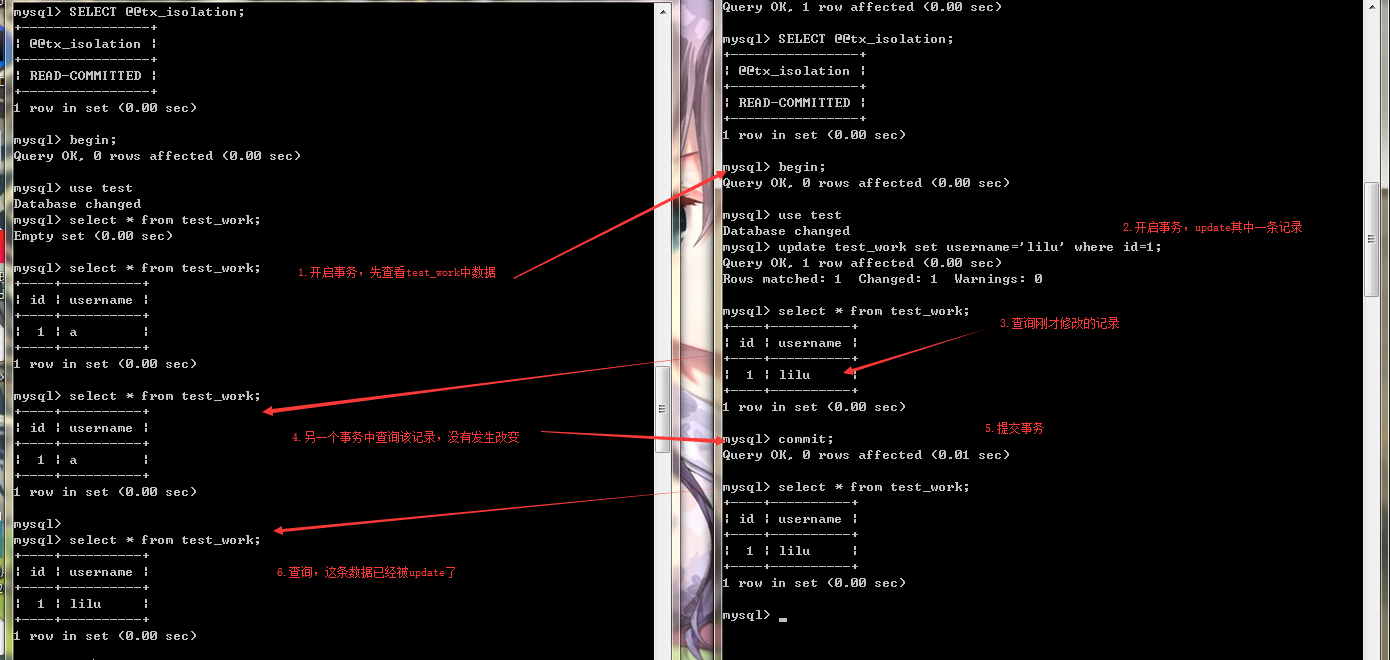 mysql> SELECT @@tx_isolation;
+----------------+
| @@tx_isolation |
+----------------+
| READ-COMMITTED |
+----------------+
1 row in set (0.00 sec)
mysql> begin;
Query OK, 0 rows affected (0.00 sec)
mysql> use test
Database changed
mysql> select * from test_work;
Empty set (0.00 sec)
mysql> select * from test_work;
+----+----------+
| id | username |
+----+----------+
|  1 | a        |
+----+----------+
1 row in set (0.00 sec)
mysql> select * from test_work;
+----+----------+
| id | username |
+----+----------+
|  1 | a        |
+----+----------+
1 row in set (0.00 sec)
mysql>
mysql> select * from test_work;
+----+----------+
| id | username |
+----+----------+
|  1 | lilu     |
+----+----------+
1 row in set (0.00 sec)
1.开启事务，先查看test_work中数据
4.另一个事务中查询该记录，没有发生改变
6.查询，这条数据已经被update了
Query OK, 1 row affected (0.00 sec)
mysql> SELECT @@tx_isolation;
+----------------+
| @@tx_isolation |
+----------------+
| READ-COMMITTED |
+----------------+
1 row in set (0.00 sec)
mysql> begin;
Query OK, 0 rows affected (0.00 sec)
mysql> use test
Database changed
mysql> update test_work set username='lilu' where id=1;
Query OK, 1 row affected (0.00 sec)
Rows matched: 1  Changed: 1  Warnings: 0
mysql> select * from test_work;
+----+----------+
| id | username |
+----+----------+
|  1 | lilu     |
+----+----------+
1 row in set (0.00 sec)
mysql> commit;
Query OK, 0 rows affected (0.01 sec)
mysql> select * from test_work;
+----+----------+
| id | username |
+----+----------+
|  1 | lilu     |
+----+----------+
1 row in set (0.00 sec)
mysql> _
2.开启事务，update其中一条记录
3.查询刚才修改的记录
5.提交事务